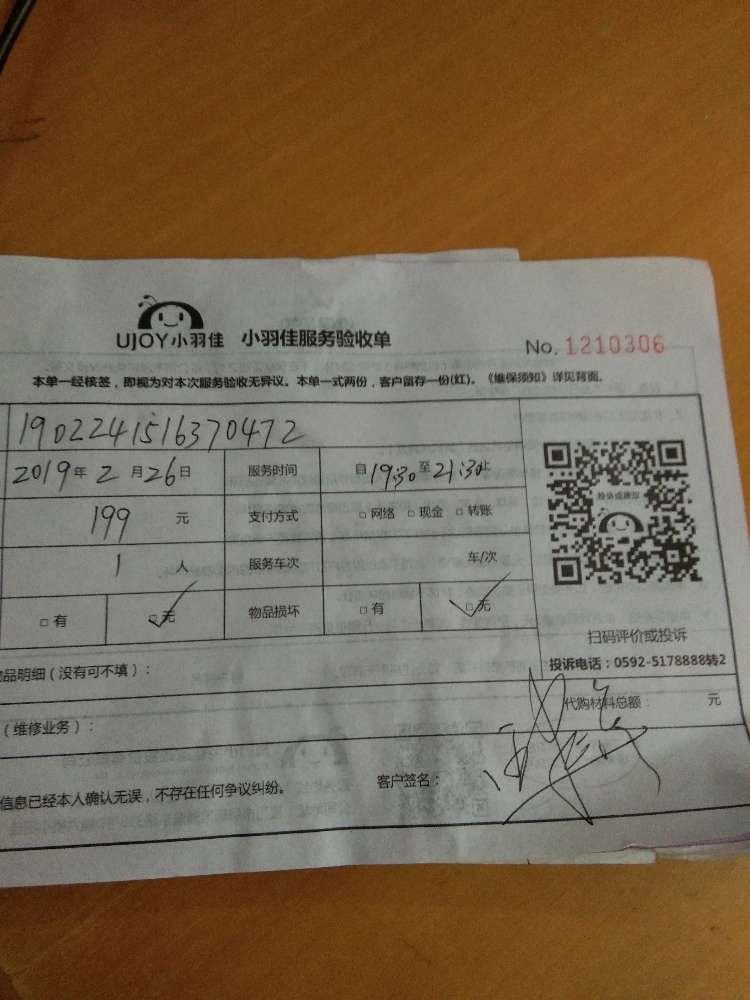 UJOY小羽佳 小羽佳服务验收单 No. 1210306
本单一经核签，即视为对本次服务验收无异议。本单一式两份，客户留存一份(红)。《维保须知》详见背面。
1902241516370472
2019年2月26日 服务时间 自19:30至21:30止
199元 支付方式 □网络 □现金 □转账
1人 服务车次 车/次
□有 □无 物品损坏 □有 □无
投诉或建议
扫码评价或投诉
投诉电话：0592-5178888转2
品明细（没有可不填）：
代购材料总额： 元
（维修业务）：
信息已经本人确认无误，不存在任何争议纠纷。 客户签名：